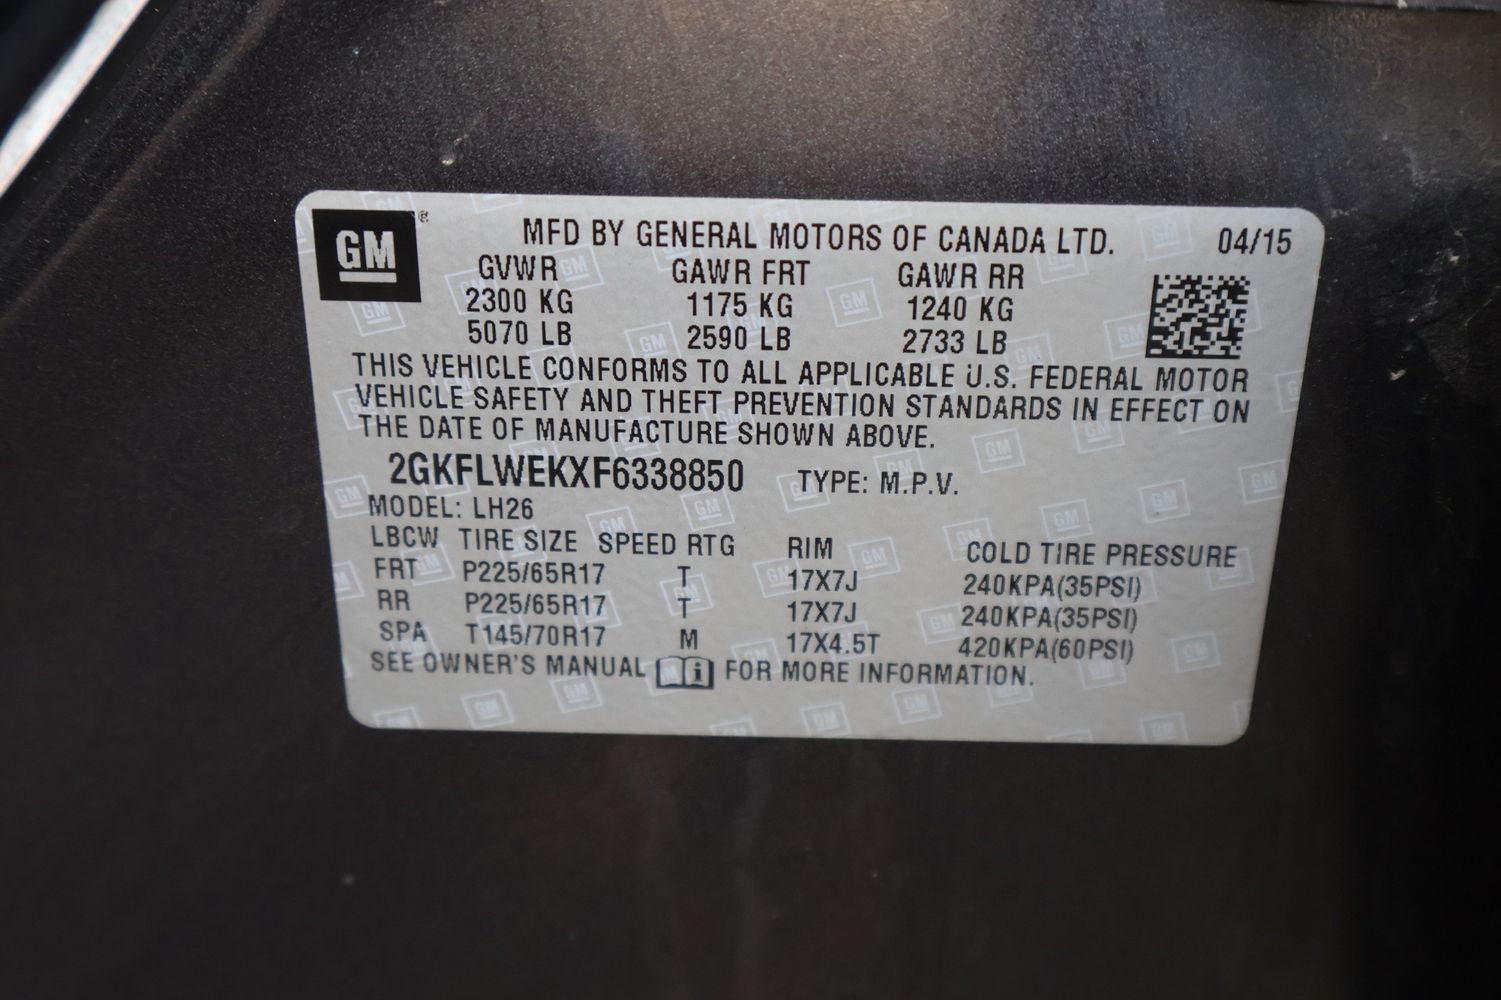 GM®
MFD BY GENERAL MOTORS OF CANADA LTD. 04/15
GVWR GAWR FRT GAWR RR
2300 KG 1175 KG 1240 KG
5070 LB 2590 LB 2733 LB
THIS VEHICLE CONFORMS TO ALL APPLICABLE U.S. FEDERAL MOTOR
VEHICLE SAFETY AND THEFT PREVENTION STANDARDS IN EFFECT ON
THE DATE OF MANUFACTURE SHOWN ABOVE.
2GKFLWEKXF6338850 TYPE: M.P.V.
MODEL: LH26
LBCW TIRE SIZE SPEED RTG RIM COLD TIRE PRESSURE
FRT P225/65R17 T 17X7J 240KPA(35PSI)
RR P225/65R17 T 17X7J 240KPA(35PSI)
SPA T145/70R17 M 17X4.5T 420KPA(60PSI)
SEE OWNER'S MANUAL i FOR MORE INFORMATION.